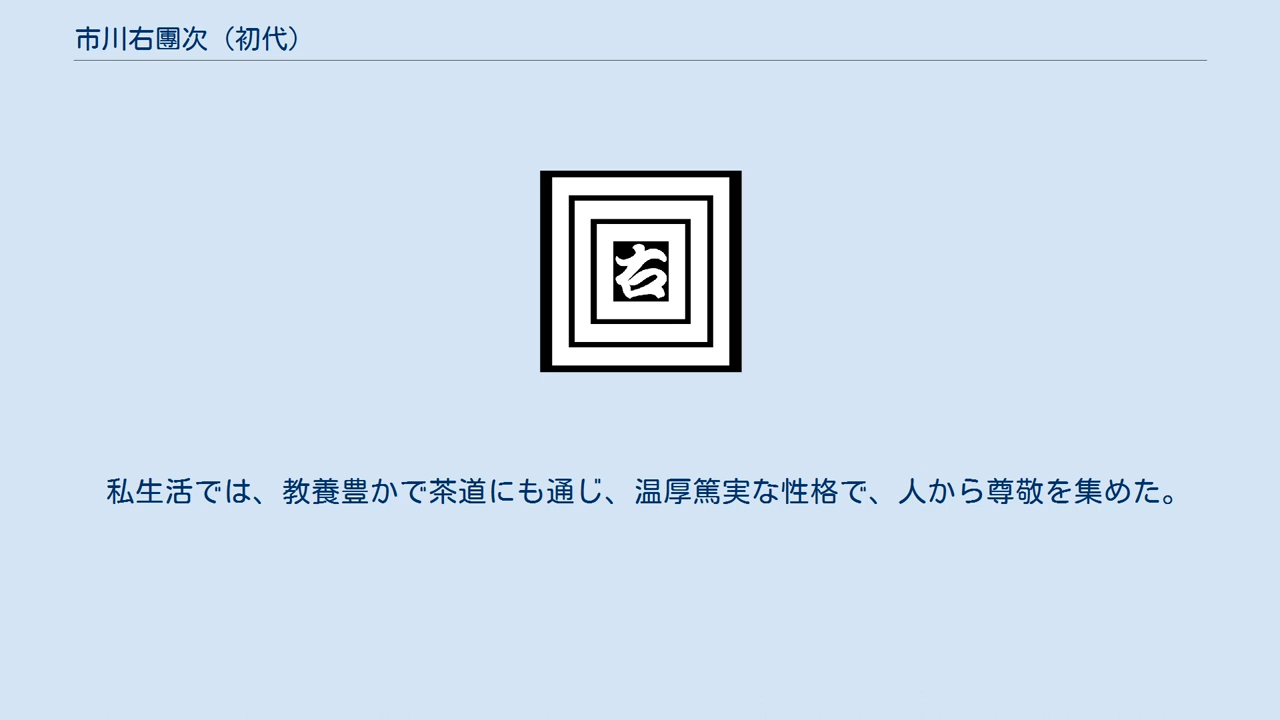 市川右團次（初代）
右
私生活では、教養豊かで茶道にも通じ、温厚篤実な性格で、人から尊敬を集めた。